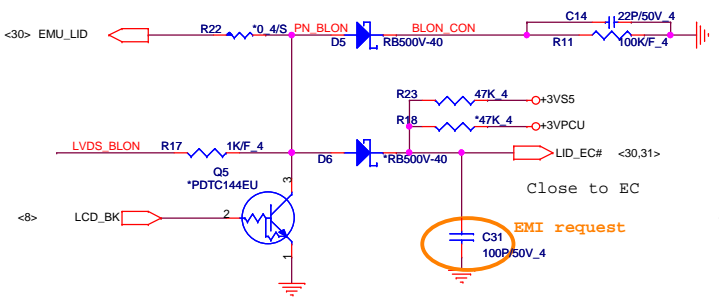 C14 22P/50V_4
<30> EMU_LID R22 *0_4/S PN_BLON BLON_CON
D5 RB500V-40 R11 100K/F_4
R23 47K_4 +3VS5
R18 *47K_4 +3VPCU
LVDS_BLON R17 1K/F_4 D6 *RB500V-40 LID_EC# <30,31>
Q5
*PDTC144EU
3
Close to EC
<8> LCD_BK 2
EMI request
C31
100P/50V_4
1